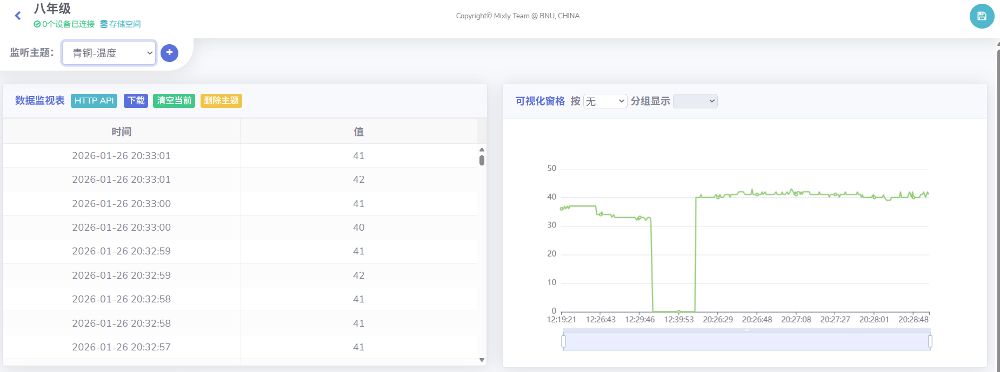 八年级
0个设备已连接 存储空间
Copyright© Mixly Team @ BNU, CHINA
监听主题： 青铜-温度
数据监视表 HTTP API 下载 清空当前 删除主题
时间 值
2026-01-26 20:33:01 41
2026-01-26 20:33:01 42
2026-01-26 20:33:00 41
2026-01-26 20:33:00 40
2026-01-26 20:32:59 41
2026-01-26 20:32:59 42
2026-01-26 20:32:58 41
2026-01-26 20:32:58 41
2026-01-26 20:32:57 41
可视化窗格 按 无 分组显示
50
40
30
20
10
0
12:19:21 12:26:43 12:29:46 12:39:53 20:26:29 20:26:48 20:27:08 20:27:27 20:28:01 20:28:48